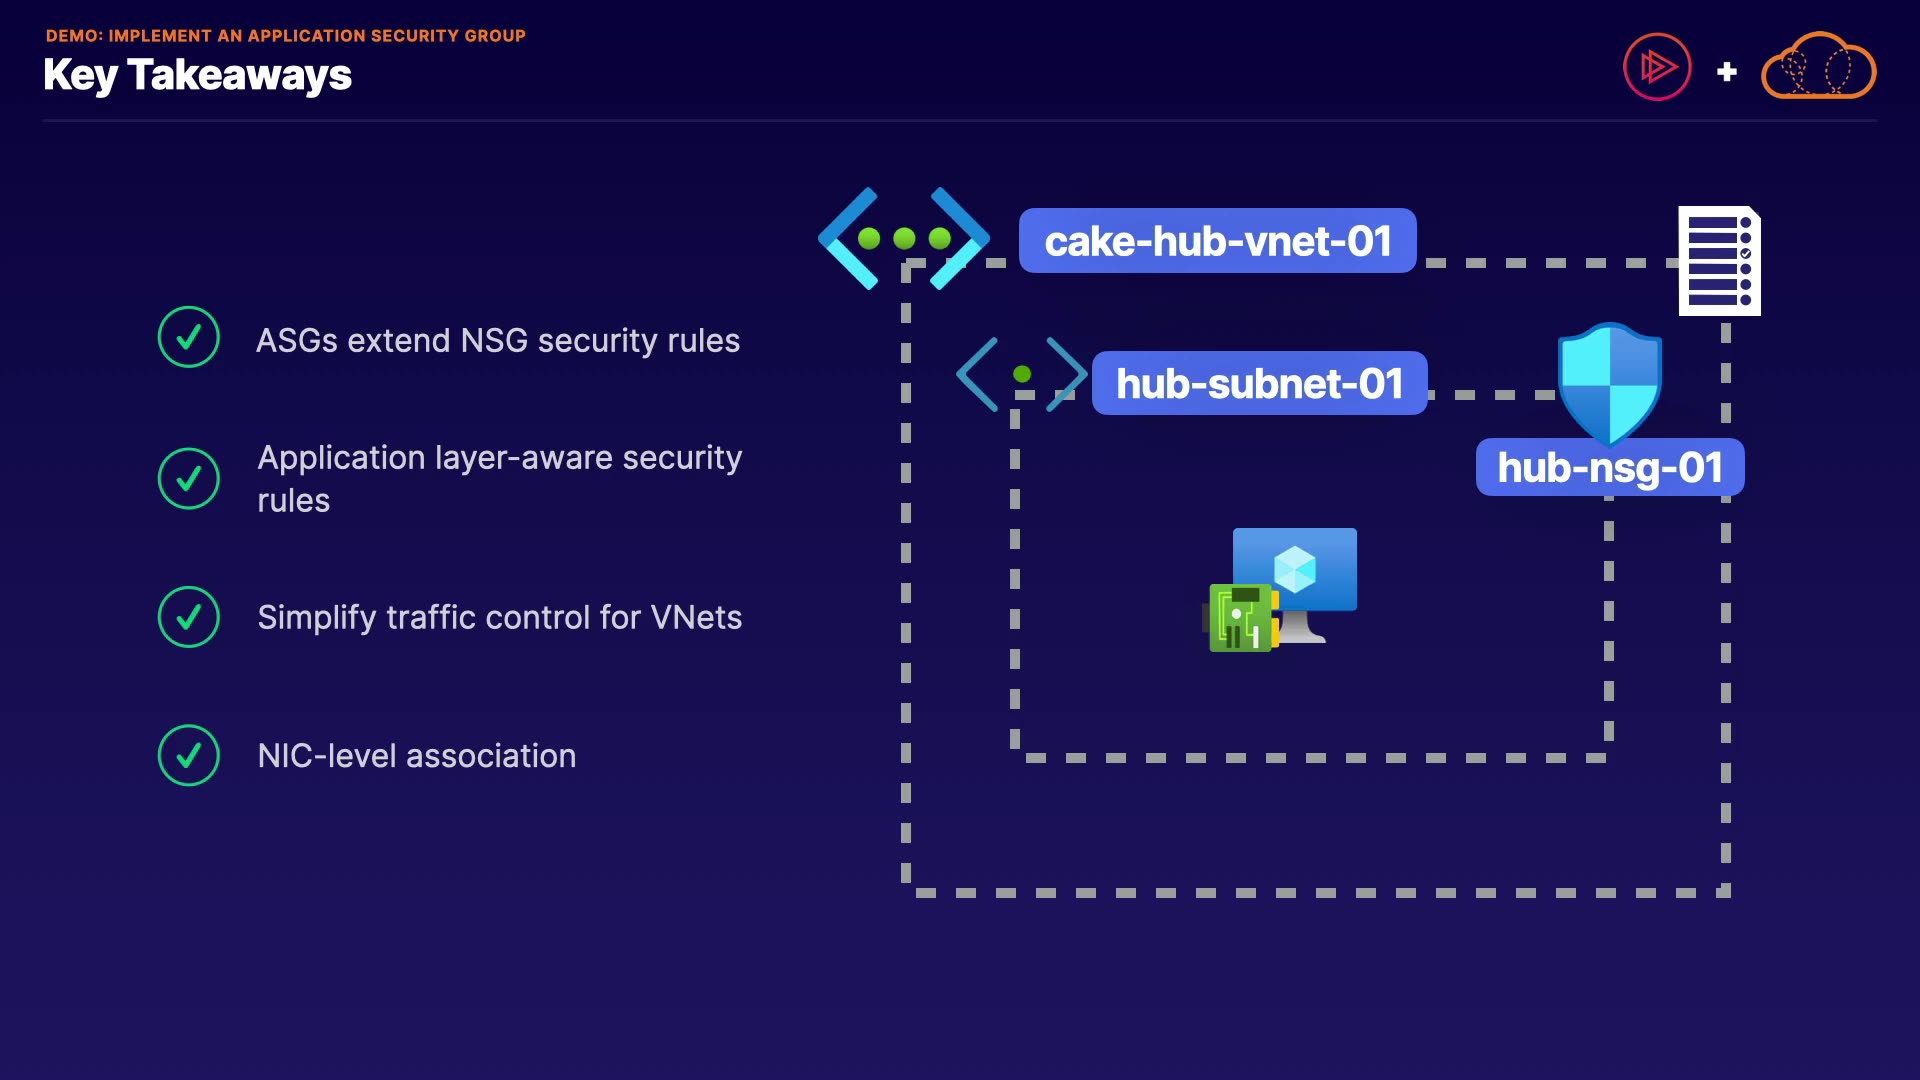 DEMO: IMPLEMENT AN APPLICATION SECURITY GROUP
Key Takeaways
ASGs extend NSG security rules
Application layer-aware security
rules
Simplify traffic control for VNets
NIC-level association
cake-hub-vnet-01
hub-subnet-01
hub-nsg-01